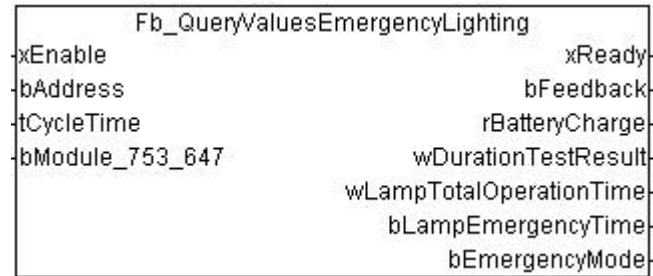 Fb_QueryValuesEmergencyLighting
xEnable xReady
bAddress bFeedback
tCycleTime rBatteryCharge
bModule_753_647 wDurationTestResult
wLampTotalOperationTime
bLampEmergencyTime
bEmergencyMode